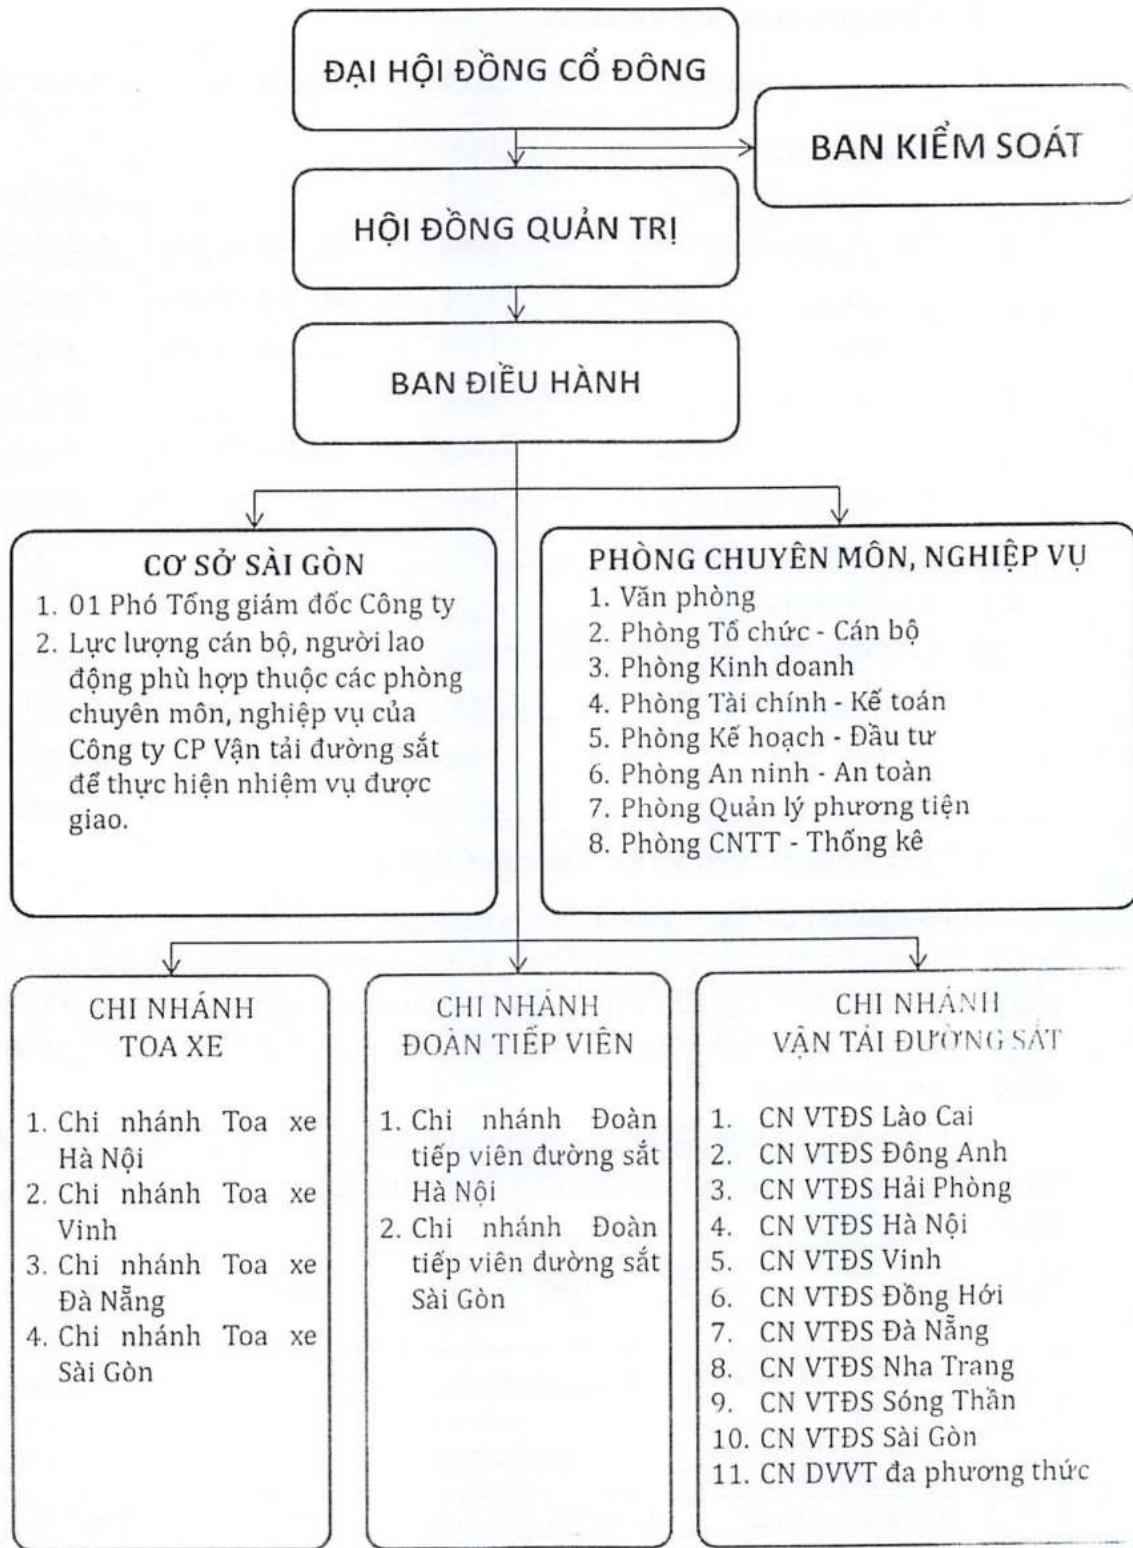 ĐẠI HỘI ĐỒNG CỔ ĐÔNG
BAN KIỂM SOÁT
HỘI ĐỒNG QUẢN TRỊ
BAN ĐIỀU HÀNH
CƠ SỞ SÀI GÒN
1. 01 Phó Tổng giám đốc Công ty
2. Lực lượng cán bộ, người lao
động phù hợp thuộc các phòng
chuyên môn, nghiệp vụ của
Công ty CP Vận tải đường sắt
để thực hiện nhiệm vụ được
giao.
PHÒNG CHUYÊN MÔN, NGHIỆP VỤ
1. Văn phòng
2. Phòng Tổ chức - Cán bộ
3. Phòng Kinh doanh
4. Phòng Tài chính - Kế toán
5. Phòng Kế hoạch - Đầu tư
6. Phòng An ninh - An toàn
7. Phòng Quản lý phương tiện
8. Phòng CNTT - Thống kê
CHI NHÁNH
TOA XE
1. Chi nhánh Toa xe
Hà Nội
2. Chi nhánh Toa xe
Vinh
3. Chi nhánh Toa xe
Đà Nẵng
4. Chi nhánh Toa xe
Sài Gòn
CHI NHÁNH
ĐOÀN TIẾP VIÊN
1. Chi nhánh Đoàn
tiếp viên đường sắt
Hà Nội
2. Chi nhánh Đoàn
tiếp viên đường sắt
Sài Gòn
CHI NHÁNH
VẬN TẢI ĐƯỜNG SẮT
1. CN VTĐS Lào Cai
2. CN VTĐS Đông Anh
3. CN VTĐS Hải Phòng
4. CN VTĐS Hà Nội
5. CN VTĐS Vinh
6. CN VTĐS Đồng Hới
7. CN VTĐS Đà Nẵng
8. CN VTĐS Nha Trang
9. CN VTĐS Sóng Thần
10. CN VTĐS Sài Gòn
11. CN DVVT đa phương thức